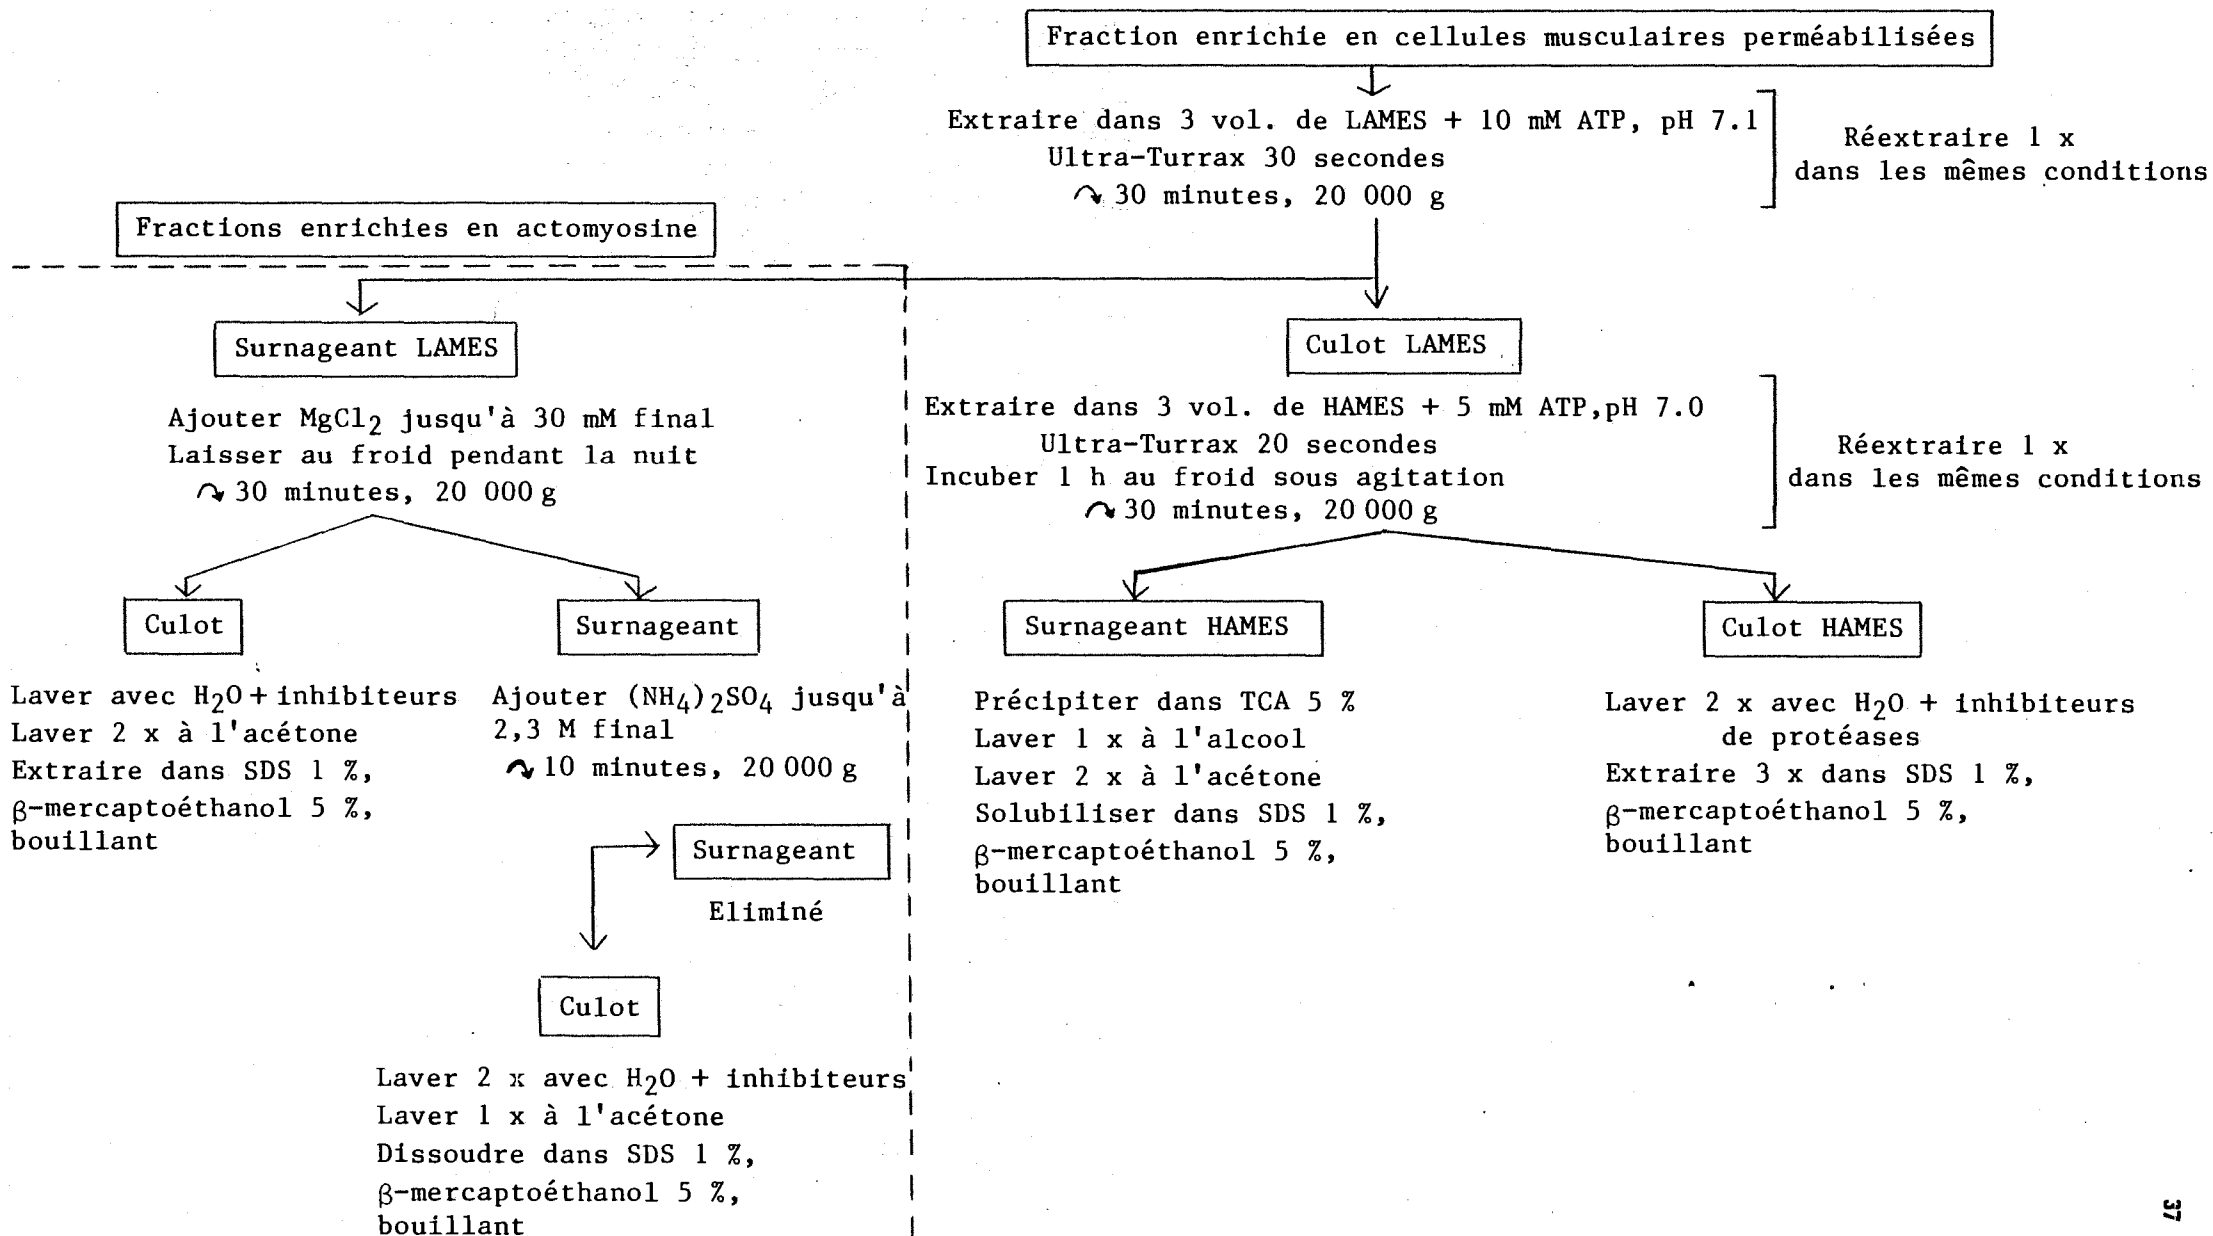 Fraction enrichie en cellules musculaires perméabilisées
Extraire dans 3 vol. de LAMES + 10 mM ATP, pH 7.1
Ultra-Turrax 30 secondes
30 minutes, 20 000 g
Réextraire 1 x
dans les mêmes conditions
Fractions enrichies en actomyosine
Surnageant LAMES
Ajouter MgCl2 jusqu'à 30 mM final
Laisser au froid pendant la nuit
30 minutes, 20 000 g
Culot LAMES
Extraire dans 3 vol. de HAMES + 5 mM ATP,pH 7.0
Ultra-Turrax 20 secondes
Incuber 1 h au froid sous agitation
30 minutes, 20 000 g
Réextraire 1 x
dans les mêmes conditions
Culot
Laver avec H2O + inhibiteurs
Laver 2 x à l'acétone
Extraire dans SDS 1 %,
β-mercaptoéthanol 5 %,
bouillant
Surnageant
Ajouter (NH4)2SO4 jusqu'à
2,3 M final
10 minutes, 20 000 g
Surnageant
Eliminé
Culot
Laver 2 x avec H2O + inhibiteurs
Laver 1 x à l'acétone
Dissoudre dans SDS 1 %,
β-mercaptoéthanol 5 %,
bouillant
Surnageant HAMES
Précipiter dans TCA 5 %
Laver 1 x à l'alcool
Laver 2 x à l'acétone
Solubiliser dans SDS 1 %,
β-mercaptoéthanol 5 %,
bouillant
Culot HAMES
Laver 2 x avec H2O + inhibiteurs
de protéases
Extraire 3 x dans SDS 1 %,
β-mercaptoéthanol 5 %,
bouillant
37